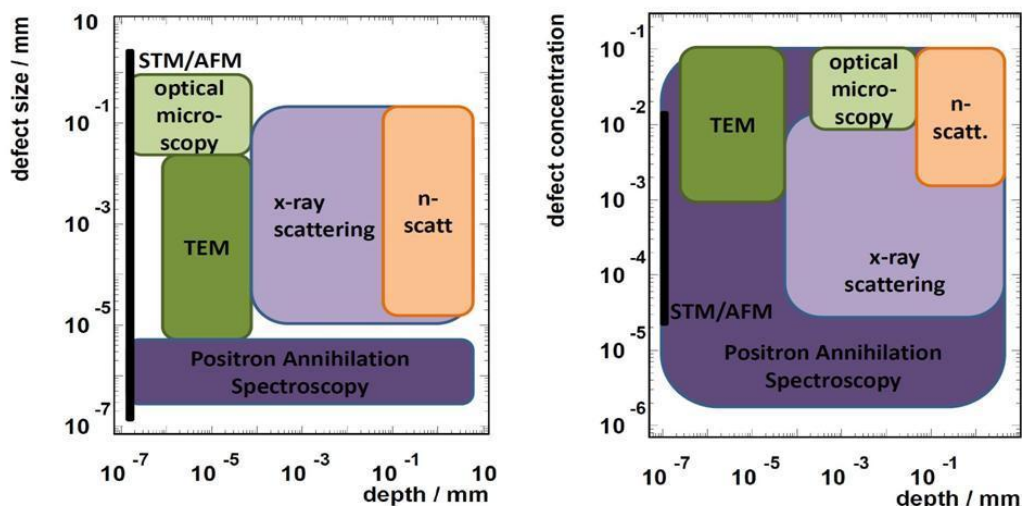 defect size / mm
10
10 -1
10 -3
10 -5
10 -7
STM/AFM
optical
micro-
scopy
TEM
x-ray
scattering
n-
scatt
Positron Annihilation
Spectroscopy
10 -7
10 -5
10 -3
10 -1
10
depth / mm
defect concentration
10 -1
10 -2
10 -3
10 -4
10 -5
10 -6
TEM
optical
micro-
scopy
n-
scatt.
x-ray
scattering
STM/AFM
Positron Annihilation
Spectroscopy
10 -7
10 -5
10 -3
10 -1
10
depth / mm